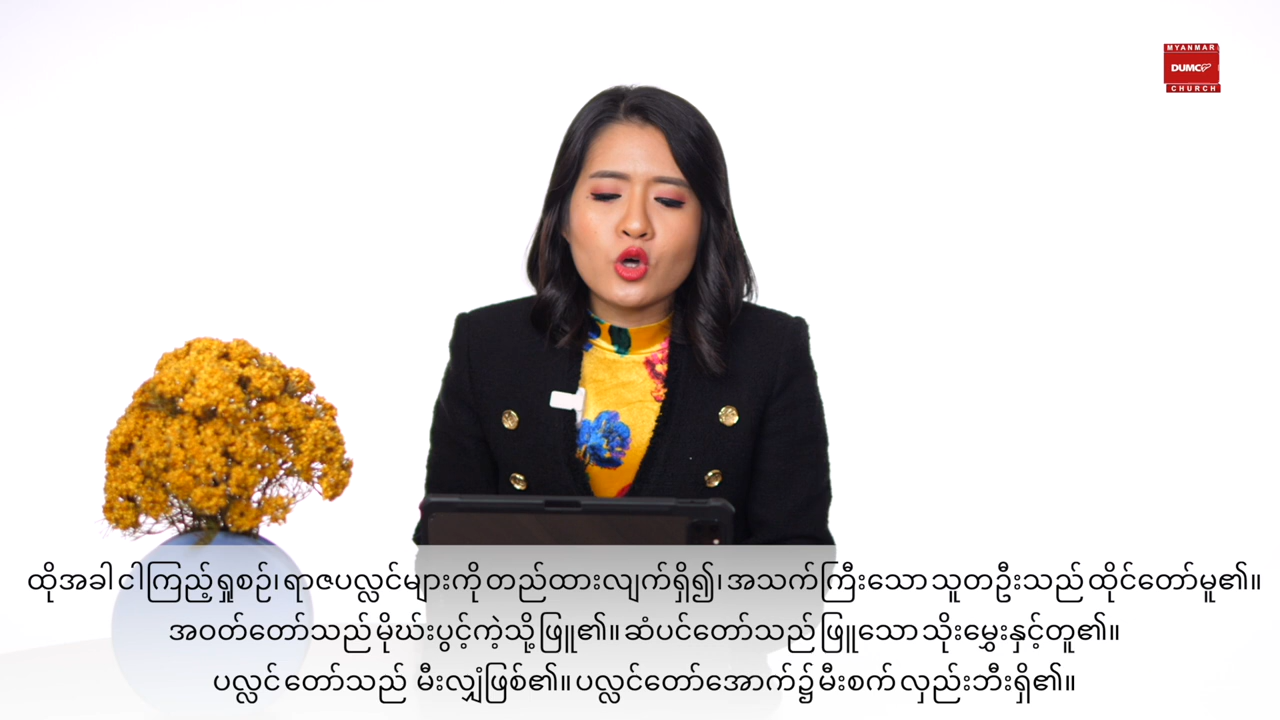 MYANMAR
DUMC
CHURCH
ထိုအခါ ငါကြည့်ရှုစဉ်၊ ရာဇပလ္လင်များကို တည်ထားလျက်ရှိ၍၊ အသက်ကြီးသော သူတဦးသည် ထိုင်တော်မူ၏။
အဝတ်တော်သည် မိုဃ်းပွင့်ကဲ့သို့ ဖြူ၏။ ဆံပင်တော်သည် ဖြူသော သိုးမွှေးနှင့်တူ၏။
ပလ္လင်တော်သည် မီးလျှံဖြစ်၏။ ပလ္လင်တော်အောက်၌ မီးစက် လှည်းဘီးရှိ၏။